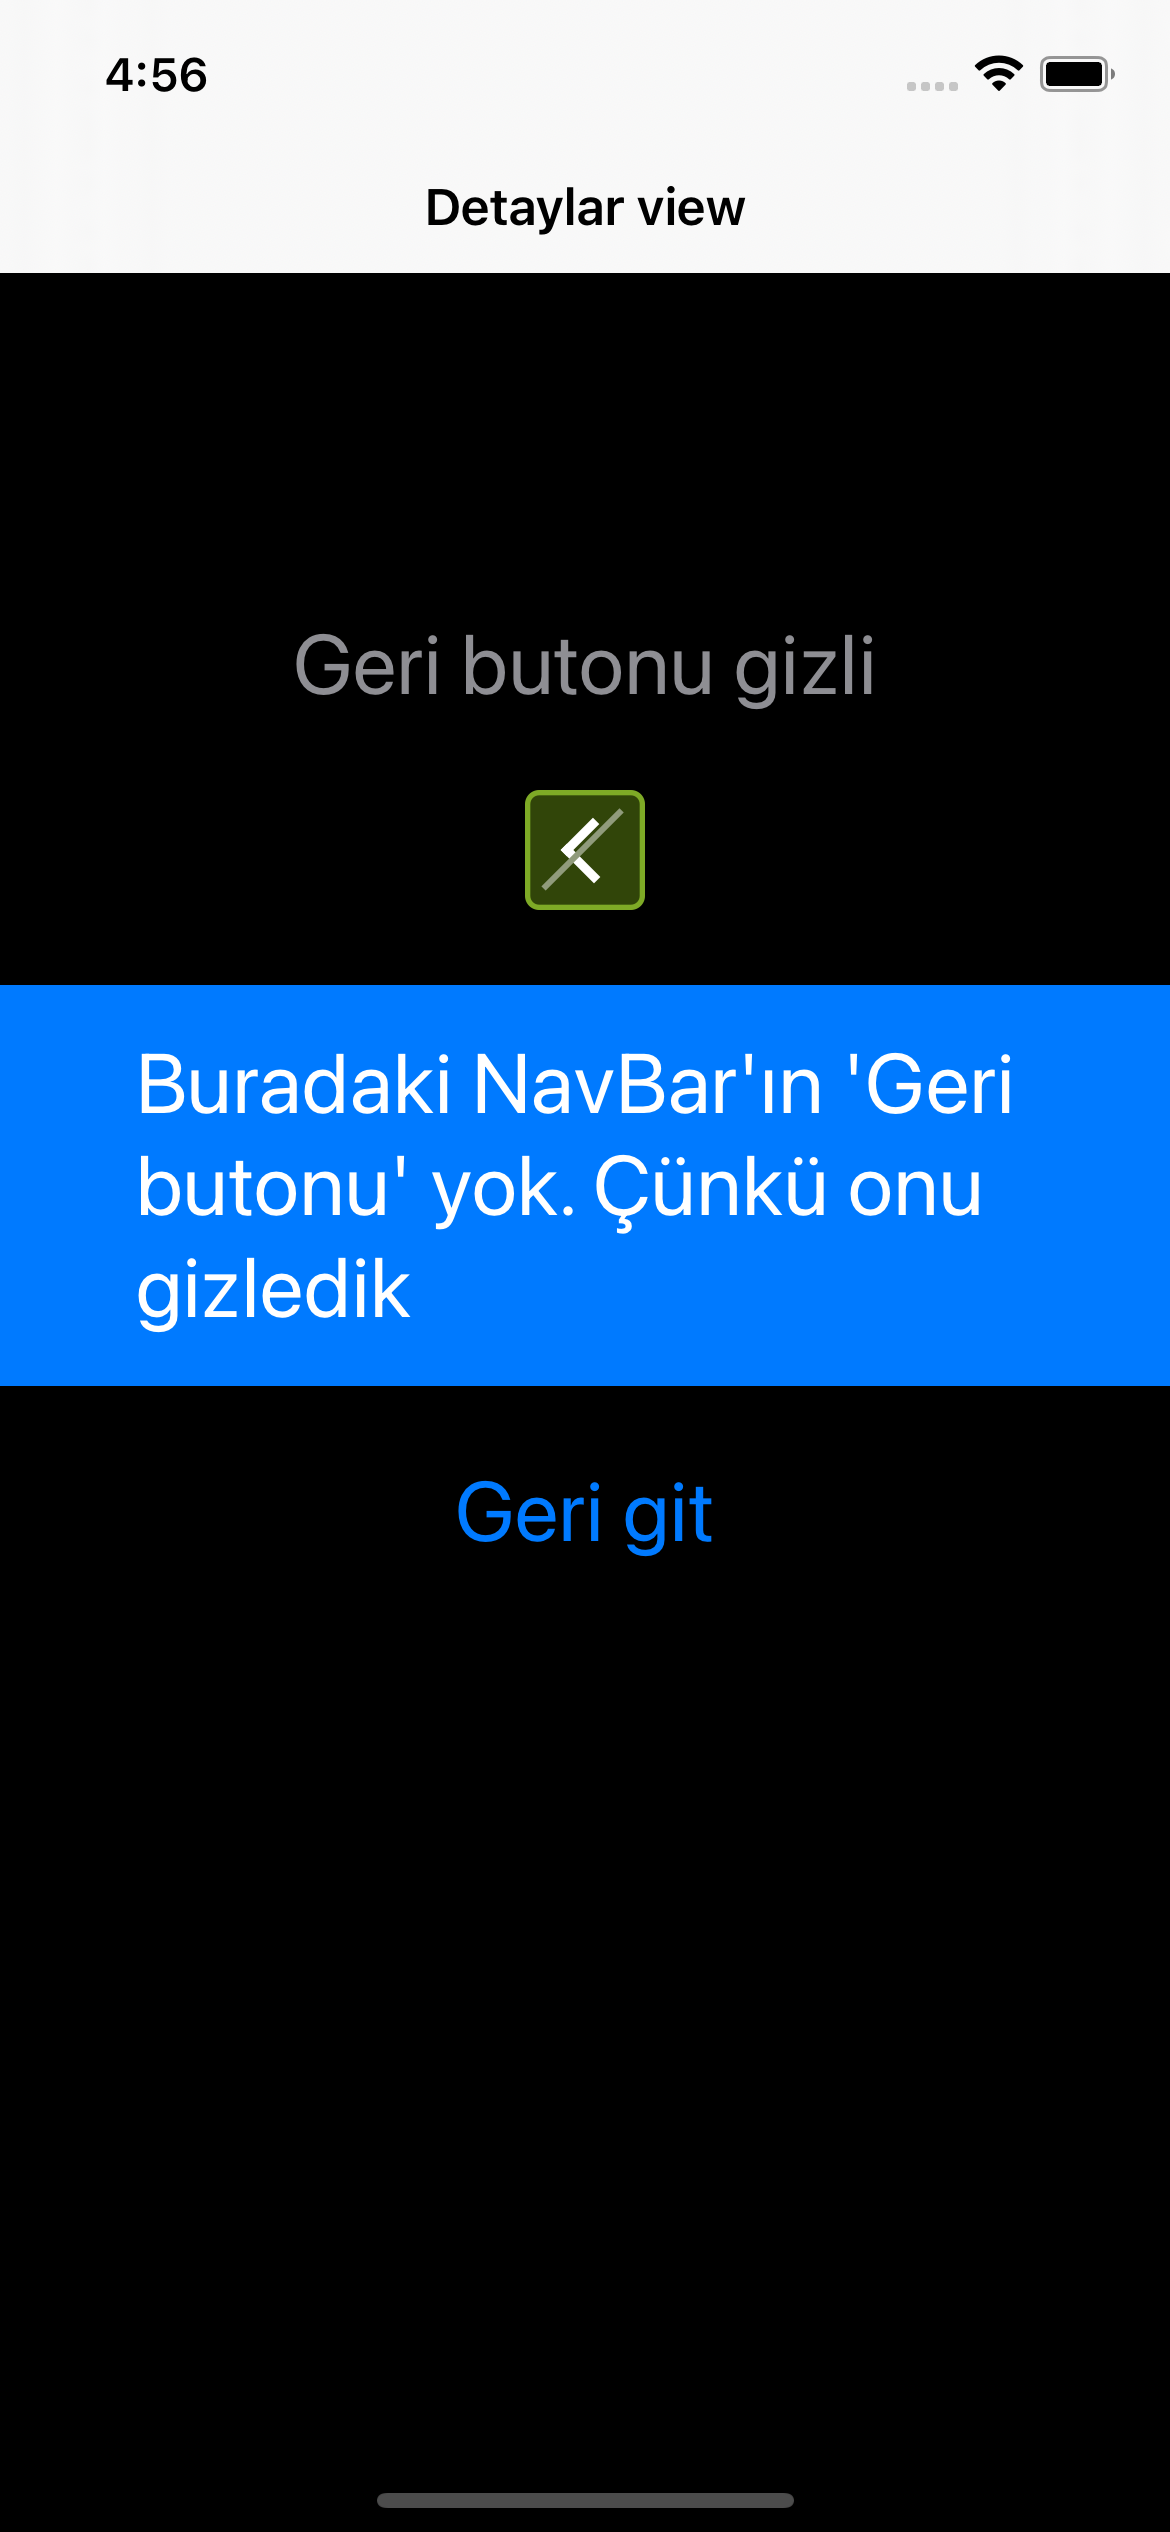 4:56
Detaylar view
Geri butonu gizli
Buradaki NavBar'ın 'Geri
butonu' yok. Çünkü onu
gizledik
Geri git